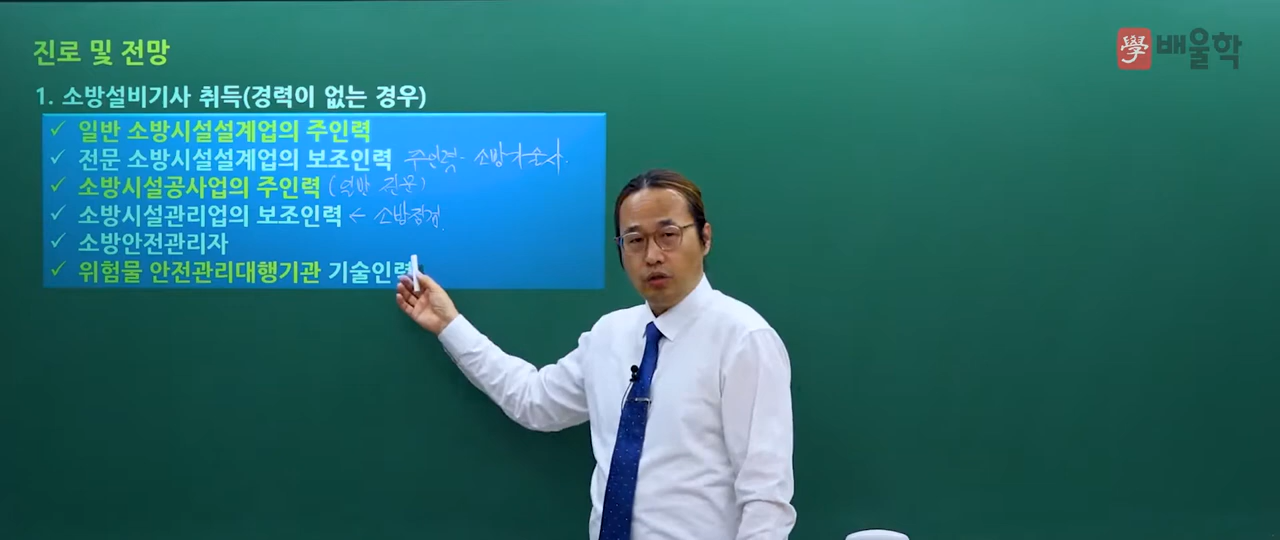 진로 및 전망
學 배울학
1. 소방설비기사 취득(경력이 없는 경우)
✓ 일반 소방시설설계업의 주인력
✓ 전문 소방시설설계업의 보조인력 주인력- 소방기술사.
✓ 소방시설공사업의 주인력 (일반 전문)
✓ 소방시설관리업의 보조인력 ← 소방점검.
✓ 소방안전관리자
✓ 위험물 안전관리대행기관 기술인력